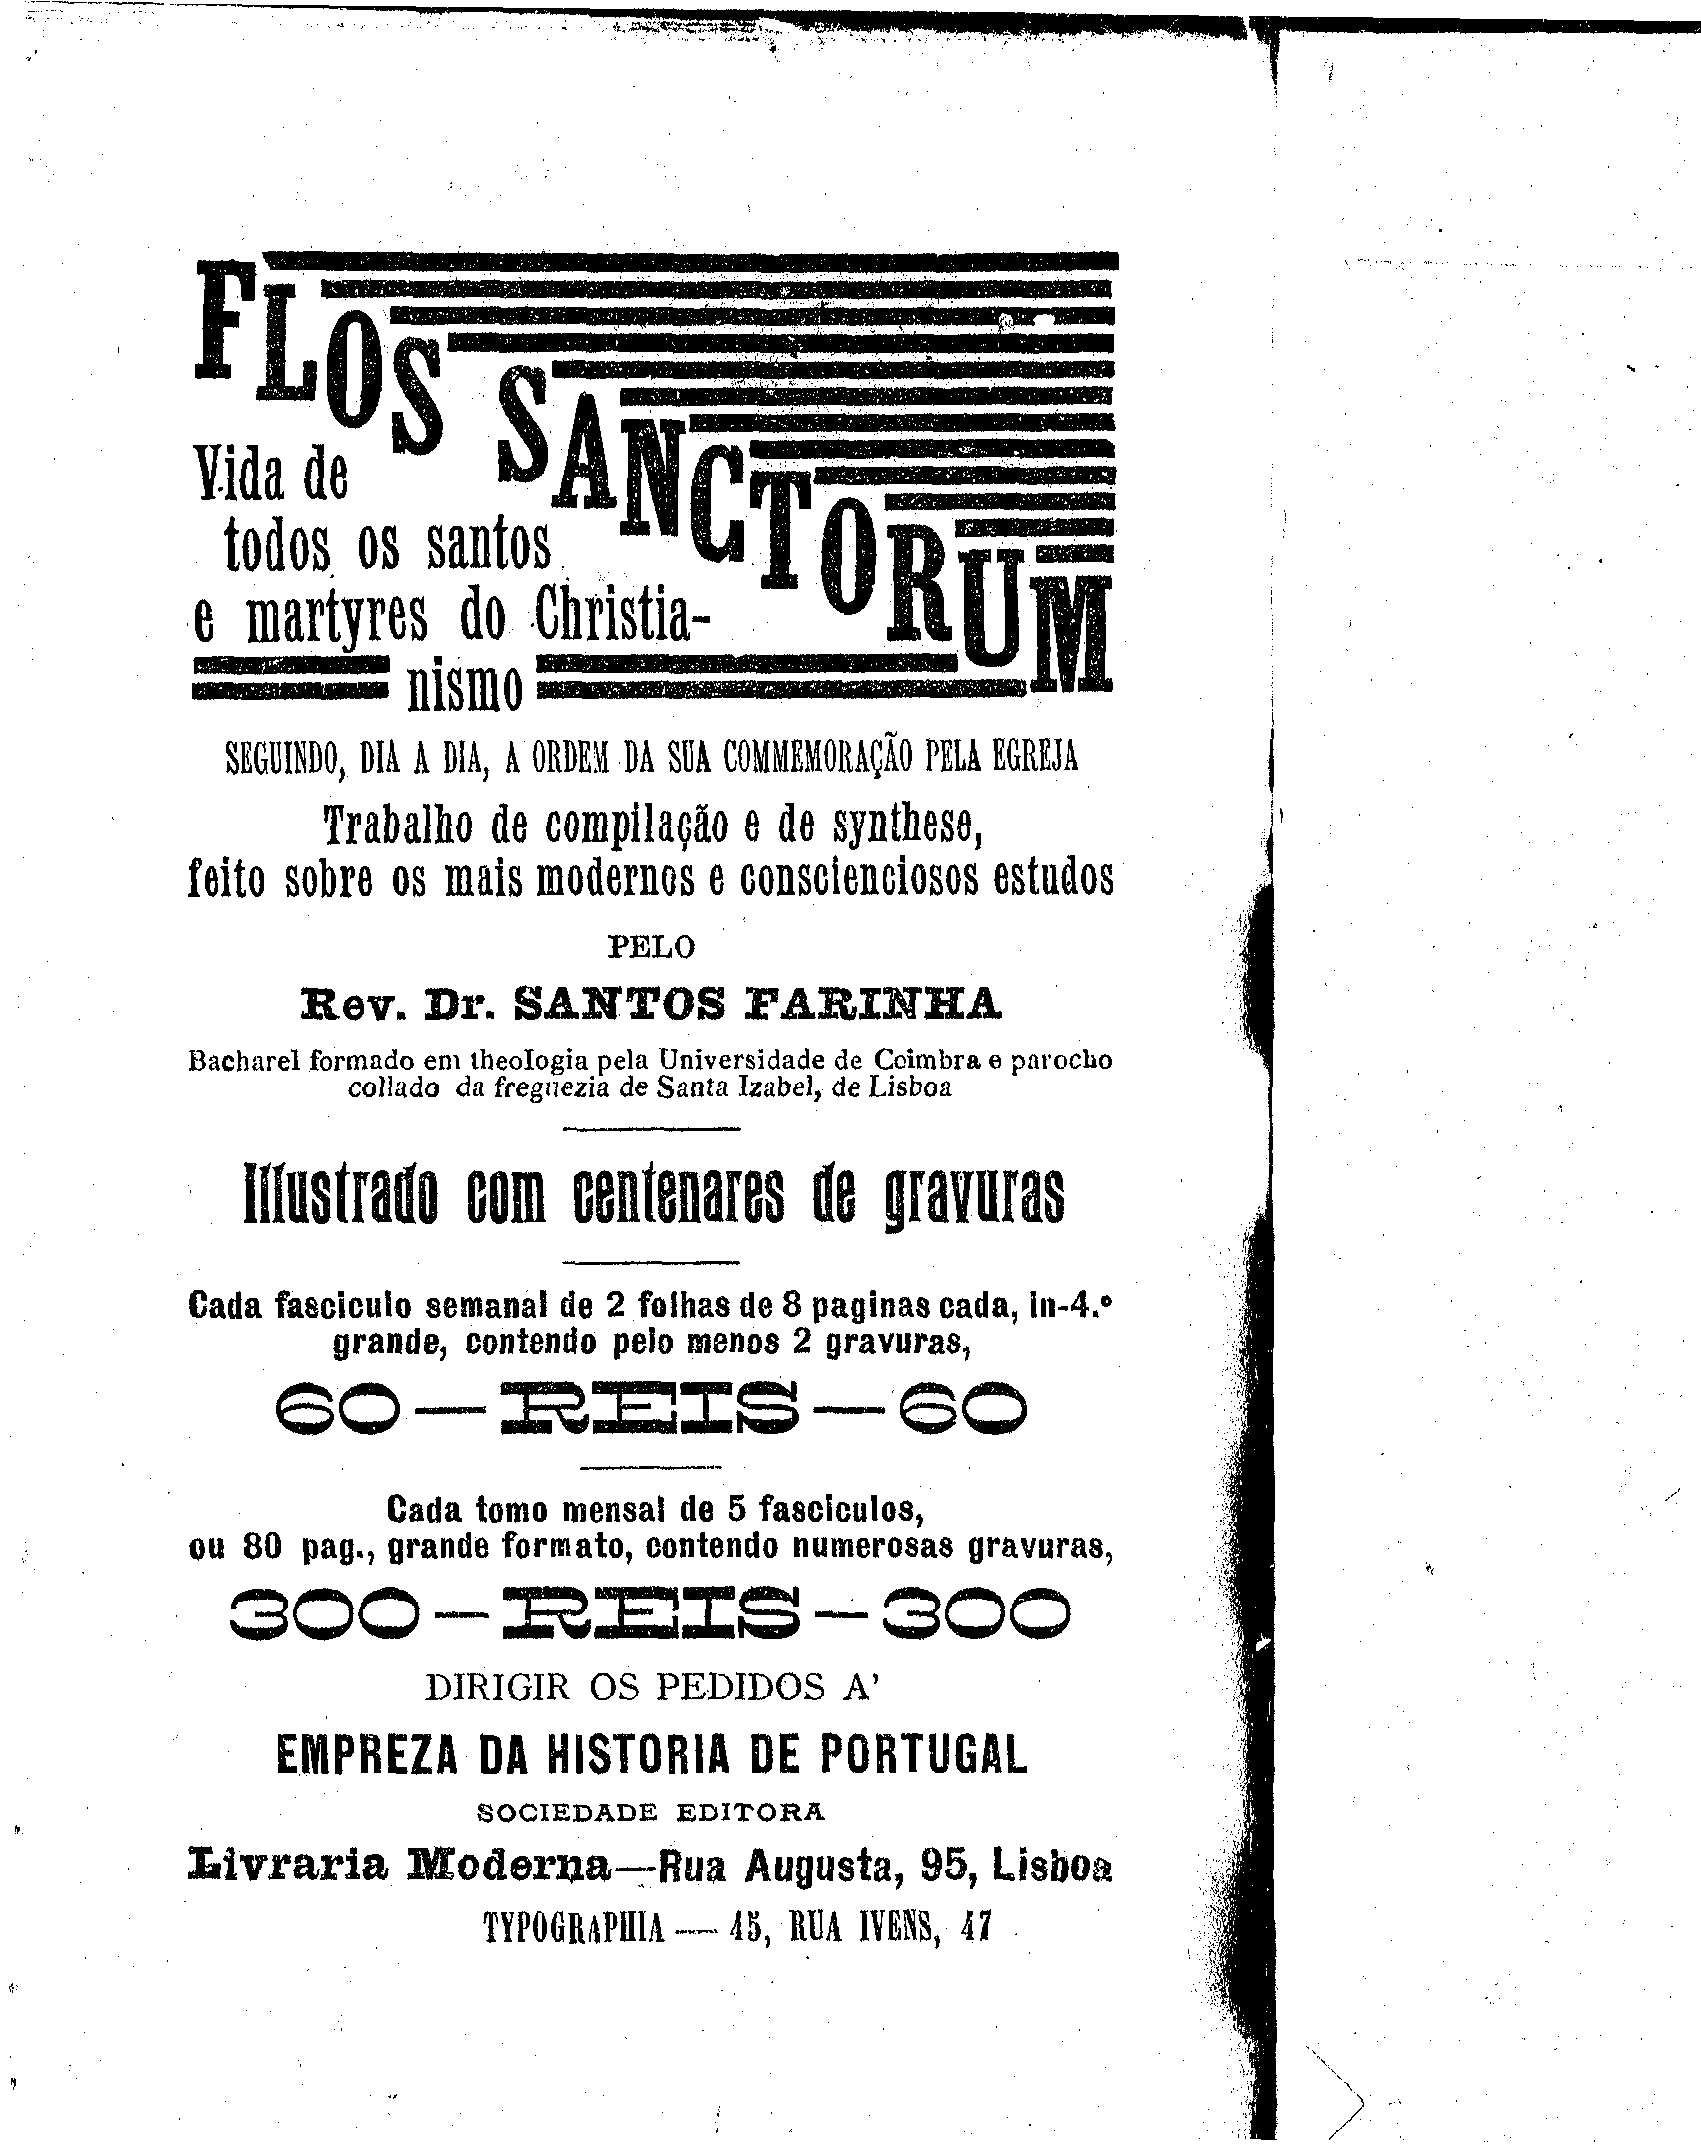 FLOS SANCTORUM
Vida de
todos os santos
e martyres do Christia-
nismo
SEGUINDO, DIA A DIA, A ORDEM DA SUA COMMEMORAÇÃO PELA EGREJA
Trabalho de compilação e de synthese,
feito sobre os mais modernos e conscienciosos estudos
PELO
Rev. Dr. SANTOS FARINHA
Bacharel formado em theologia pela Universidade de Coimbra e parocho
collado da freguezia de Santa Izabel, de Lisboa
Illustrado com centenares de gravuras
Cada fasciculo semanal de 2 folhas de 8 paginas cada, in-4.º
grande, contendo pelo menos 2 gravuras,
60—REIS—60
Cada tomo mensal de 5 fasciculos,
ou 80 pag., grande formato, contendo numerosas gravuras,
300—REIS—300
DIRIGIR OS PEDIDOS A'
EMPREZA DA HISTORIA DE PORTUGAL
SOCIEDADE EDITORA
Livraria Moderna—Rua Augusta, 95, Lisboa
TYPOGRAPHIA — 45, RUA IVENS, 47